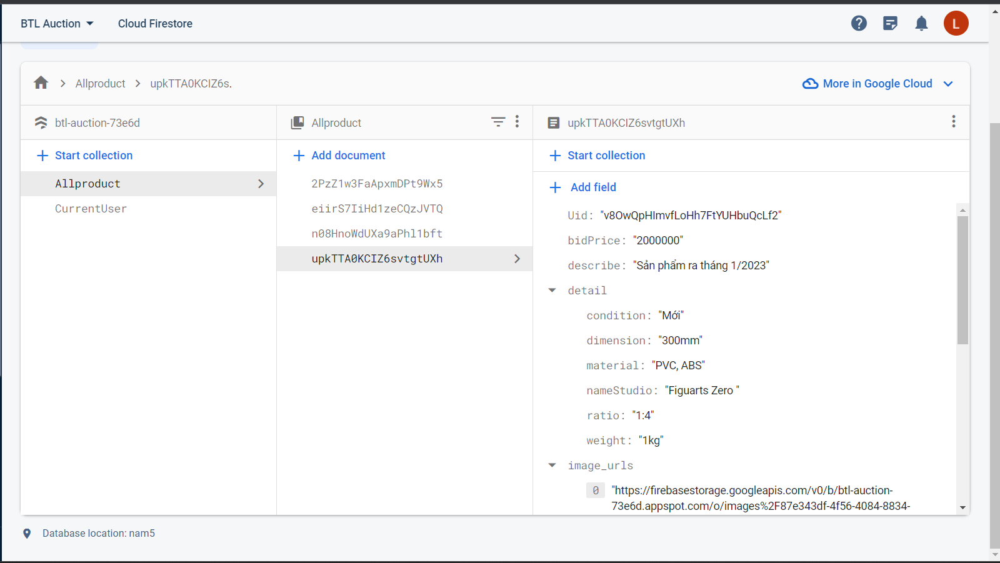 BTL Auction
Cloud Firestore
L
Allproduct
upkTTA0KCIZ6s.
More in Google Cloud
btl-auction-73e6d
Allproduct
upkTTA0KCIZ6svtgtUXh
Start collection
Add document
Start collection
Allproduct
CurrentUser
2PzZ1w3FaApxmDPt9Wx5
eiirS7IiHd1zeCQzJVTQ
n08HnoWdUXa9aPhl1bft
upkTTA0KCIZ6svtgtUXh
Add field
Uid: "v8OwQpHImvfLoHh7FtYUHbuQcLf2"
bidPrice: "2000000"
describe: "Sản phẩm ra tháng 1/2023"
detail
condition: "Mới"
dimension: "300mm"
material: "PVC, ABS"
nameStudio: "Figuarts Zero "
ratio: "1:4"
weight: "1kg"
image_urls
0 "https://firebasestorage.googleapis.com/v0/b/btl-auction-
73e6d.appspot.com/o/images%2F87e343df-4f56-4084-8834-
Database location: nam5